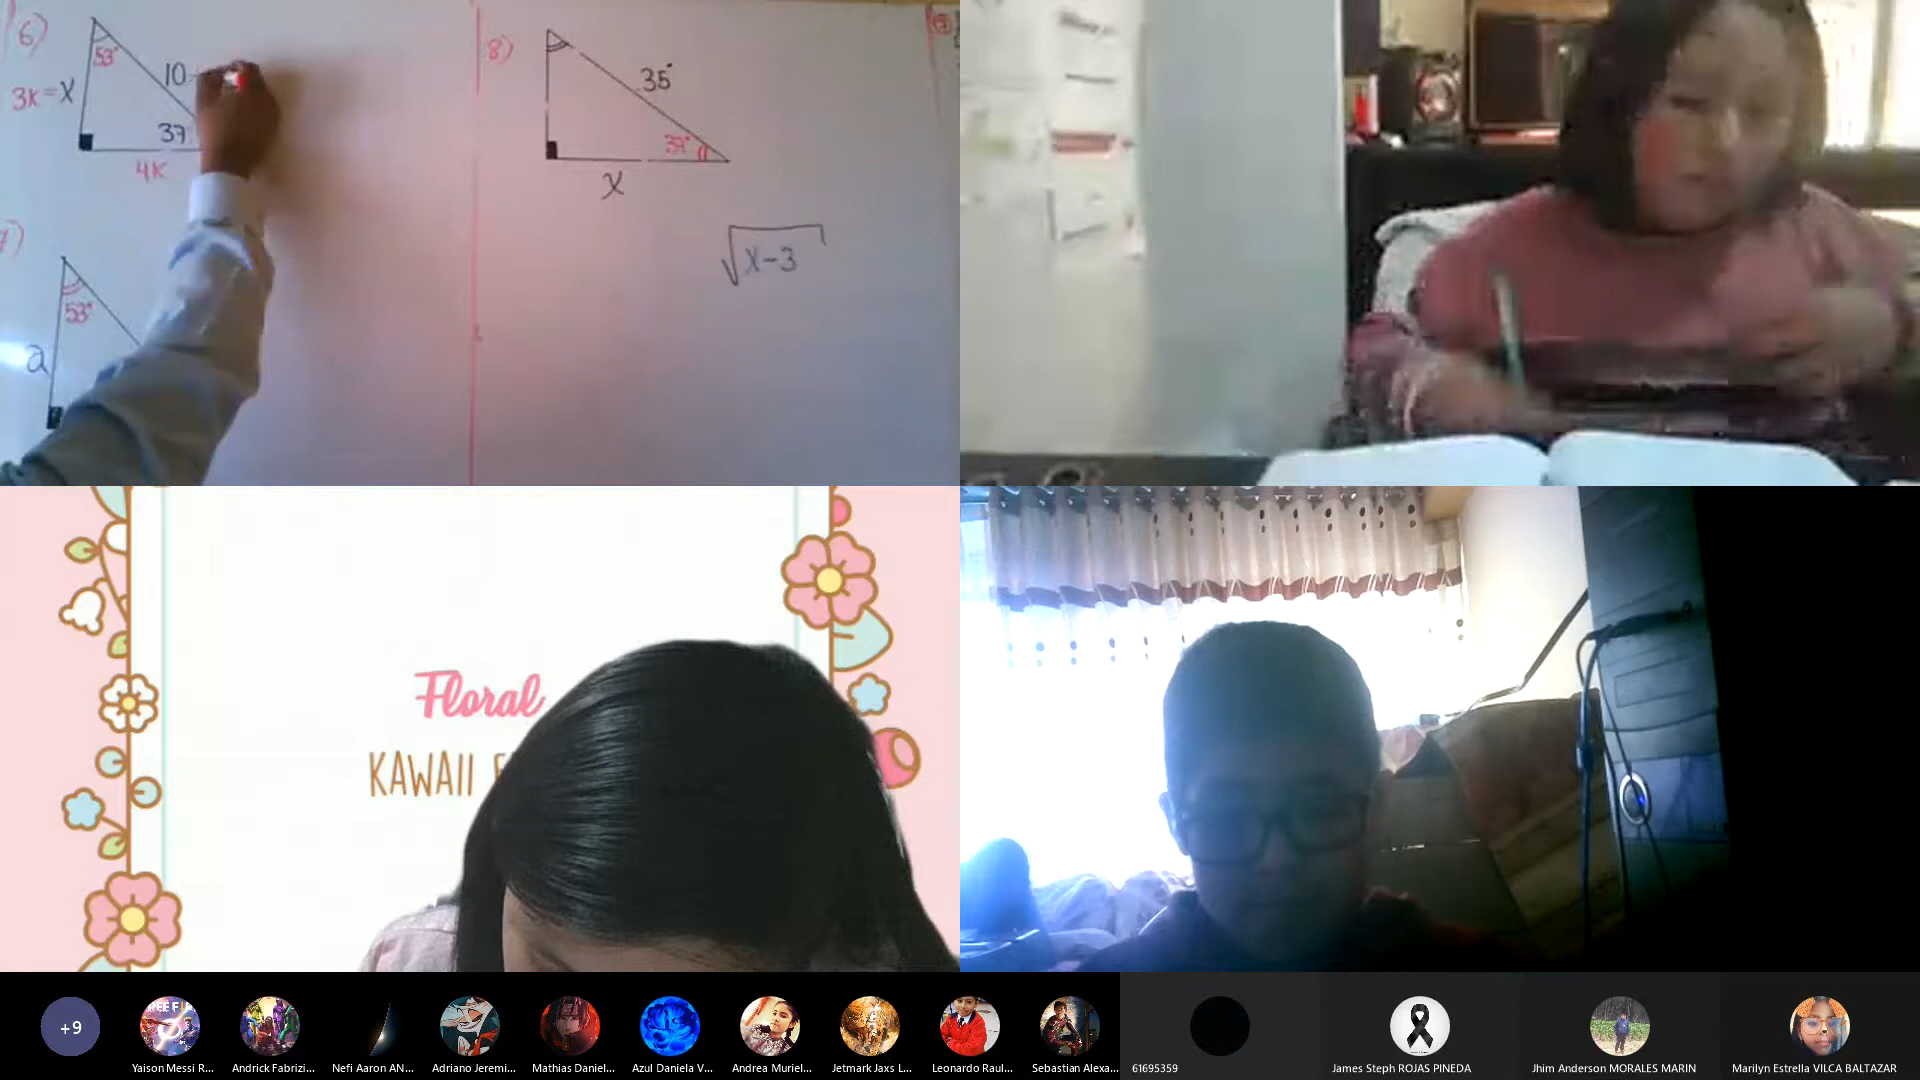 6)
53°
10
3K=X
37
4K
7)
53°
a
8)
35
37°
X
√x-3
Floral
KAWAII
+9
Yaison Messi R...
Andrick Fabrizi...
Nefi Aaron AN...
Adriano Jeremi...
Mathias Daniel...
Azul Daniela V...
Andrea Muriel...
Jetmark Jaxs L...
Leonardo Raul...
Sebastian Alexa...
61695359
James Steph ROJAS PINEDA
Jhim Anderson MORALES MARIN
Marilyn Estrella VILCA BALTAZAR